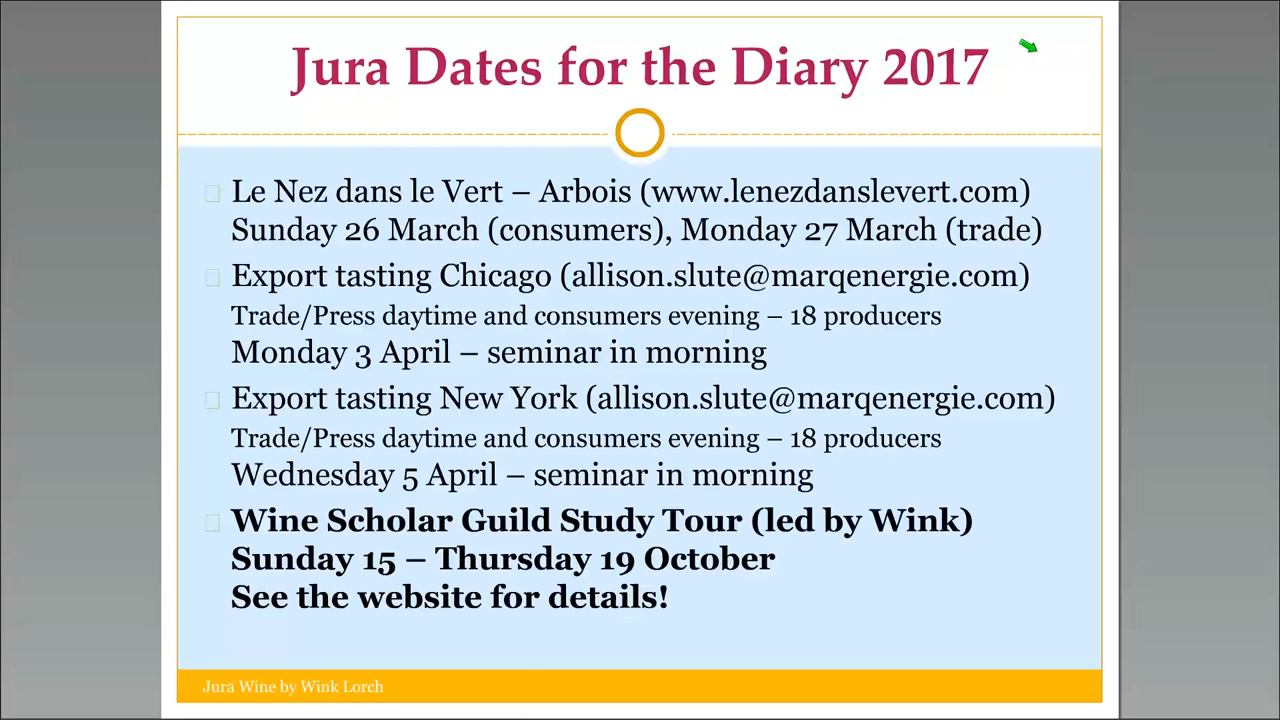 Jura Dates for the Diary 2017
Le Nez dans le Vert – Arbois (www.lenezdanslevert.com)
Sunday 26 March (consumers), Monday 27 March (trade)
Export tasting Chicago (allison.slute@marqenergie.com)
Trade/Press daytime and consumers evening – 18 producers
Monday 3 April – seminar in morning
Export tasting New York (allison.slute@marqenergie.com)
Trade/Press daytime and consumers evening – 18 producers
Wednesday 5 April – seminar in morning
Wine Scholar Guild Study Tour (led by Wink)
Sunday 15 – Thursday 19 October
See the website for details!
Jura Wine by Wink Lorch